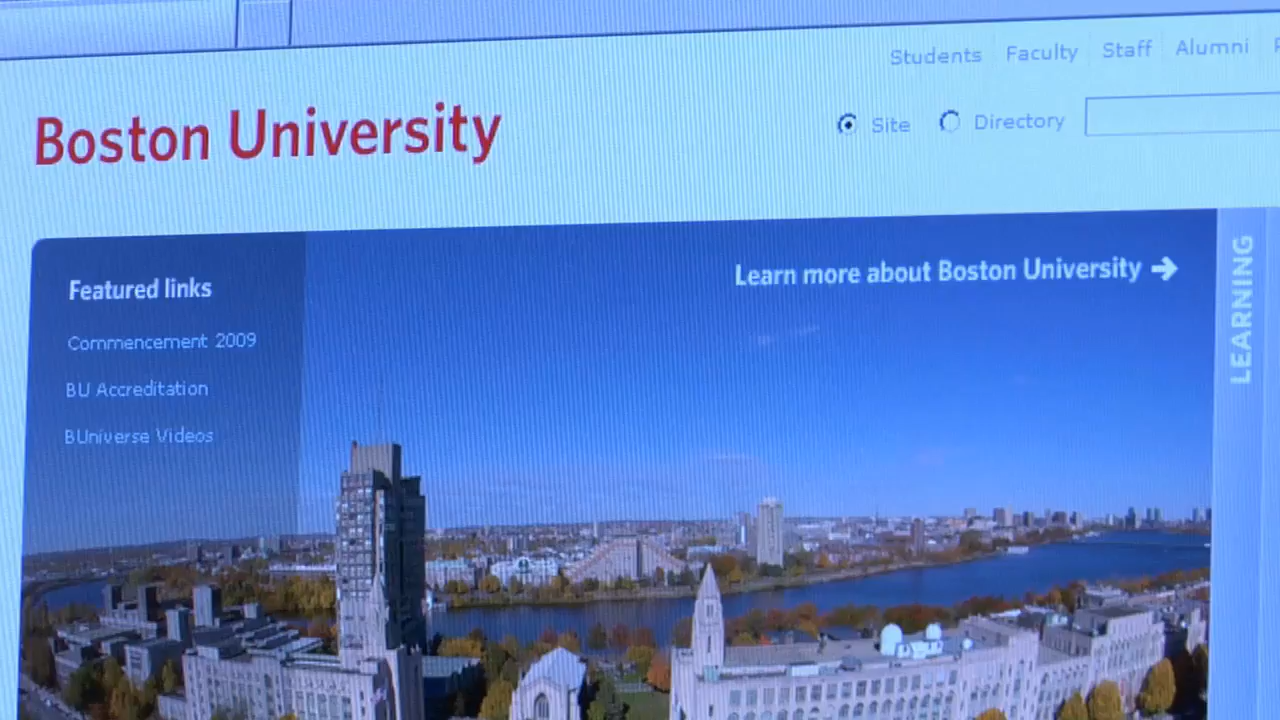 Students Faculty Staff Alumni
Boston University
Site Directory
Featured links
Learn more about Boston University
Commencement 2009
BU Accreditation
BUniverse Videos
LEARNING